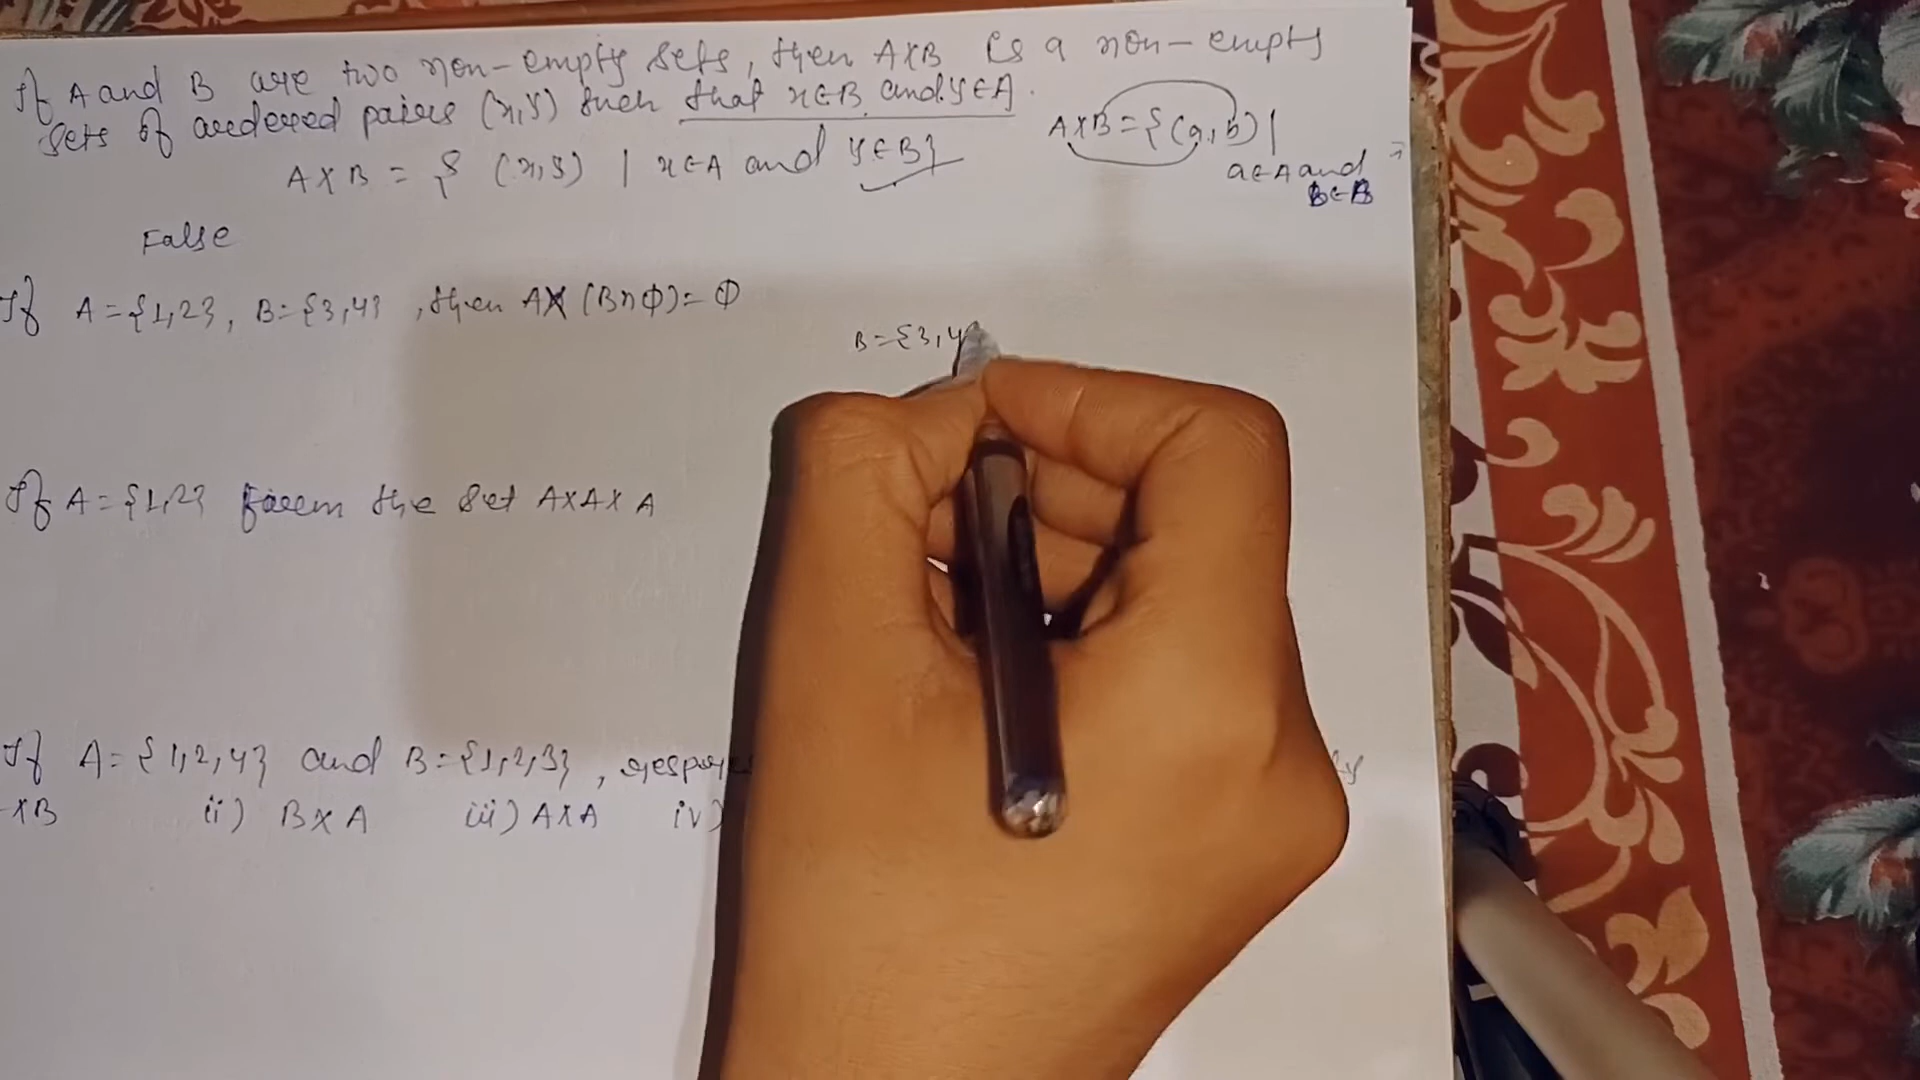 If A and B are two non-empty sets, then A×B is a non-empty
sets of ordered pairs (x,y) such that x∈B and y∈A.
A×B = { (x,y) | x∈A and y∈B}
A×B={(a,b)|
a∈A and
b∈B
False
If A={1,2}, B={3,4}, then A×(B∩Φ)=Φ
B={3,4
If A={1,2} form the set A×A×A
If A={1,2,4} and B={1,2,3},
×B ii) B×A iii) A×A iv)